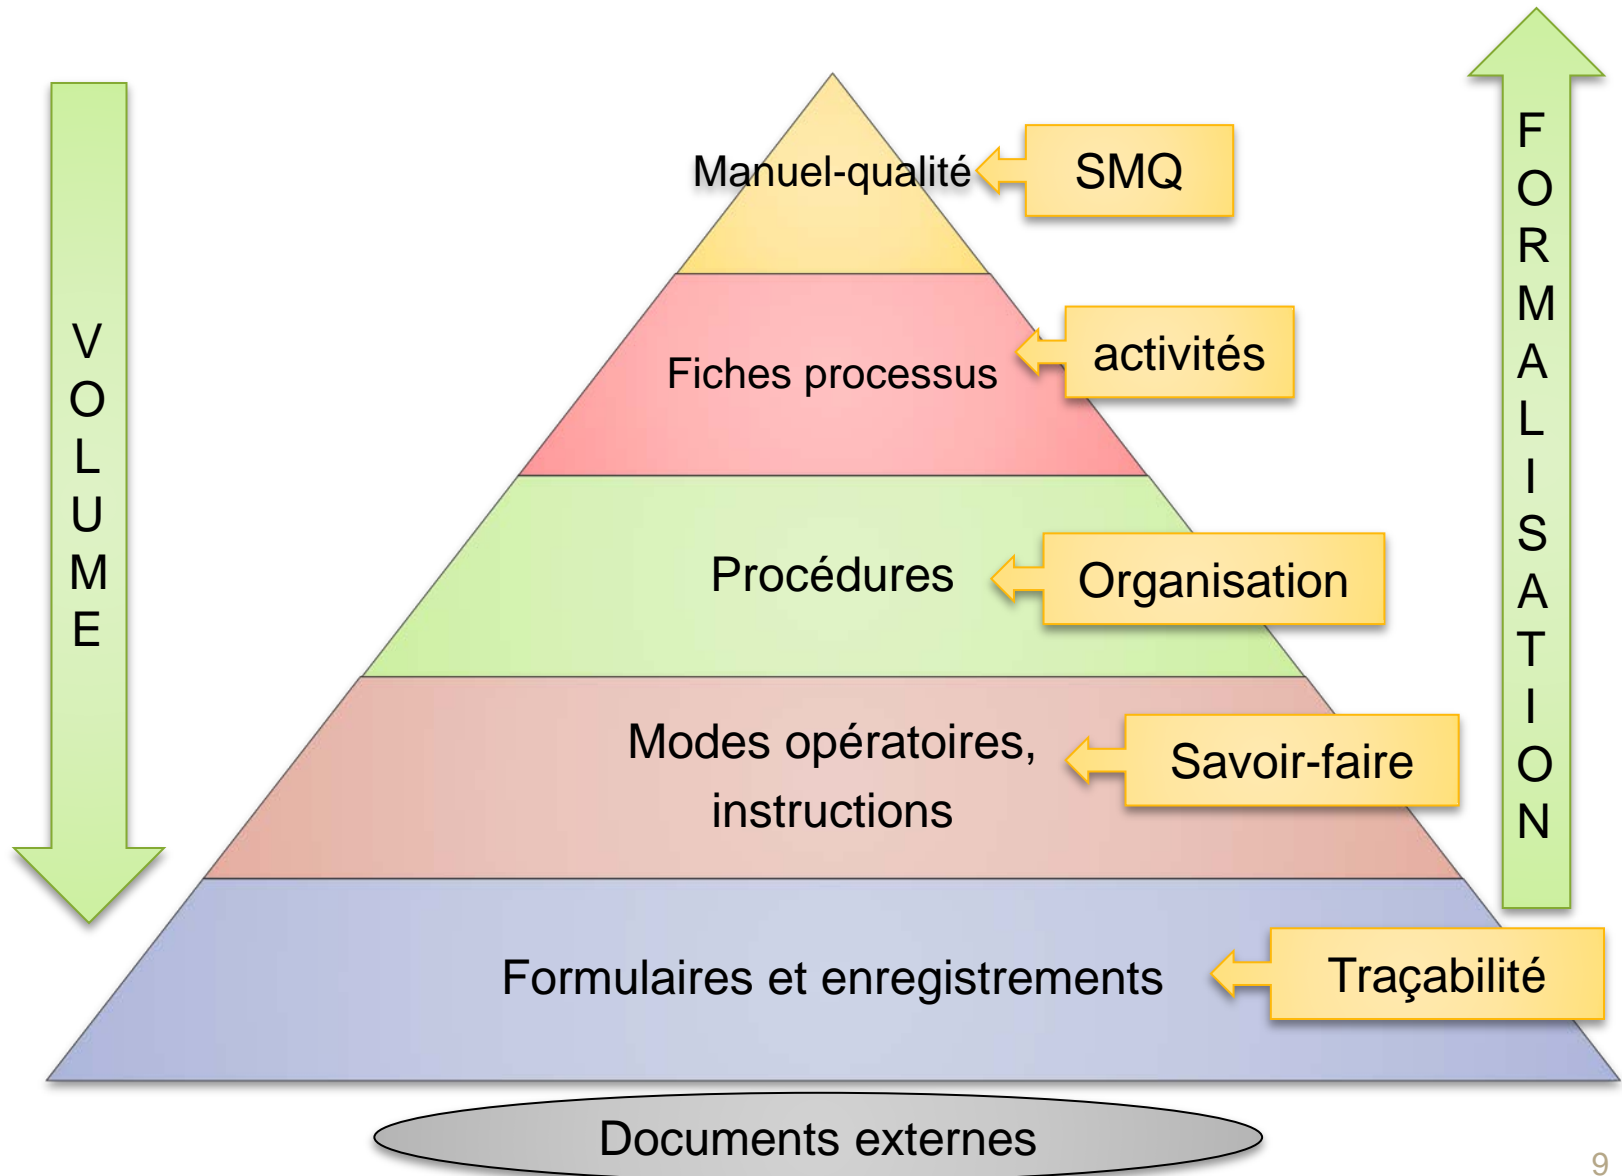 Manuel-qualité
SMQ
Fiches processus
activités
Procédures
Organisation
Modes opératoires,
instructions
Savoir-faire
Formulaires et enregistrements
Traçabilité
Documents externes
VOLUME
FORMALISATION
9